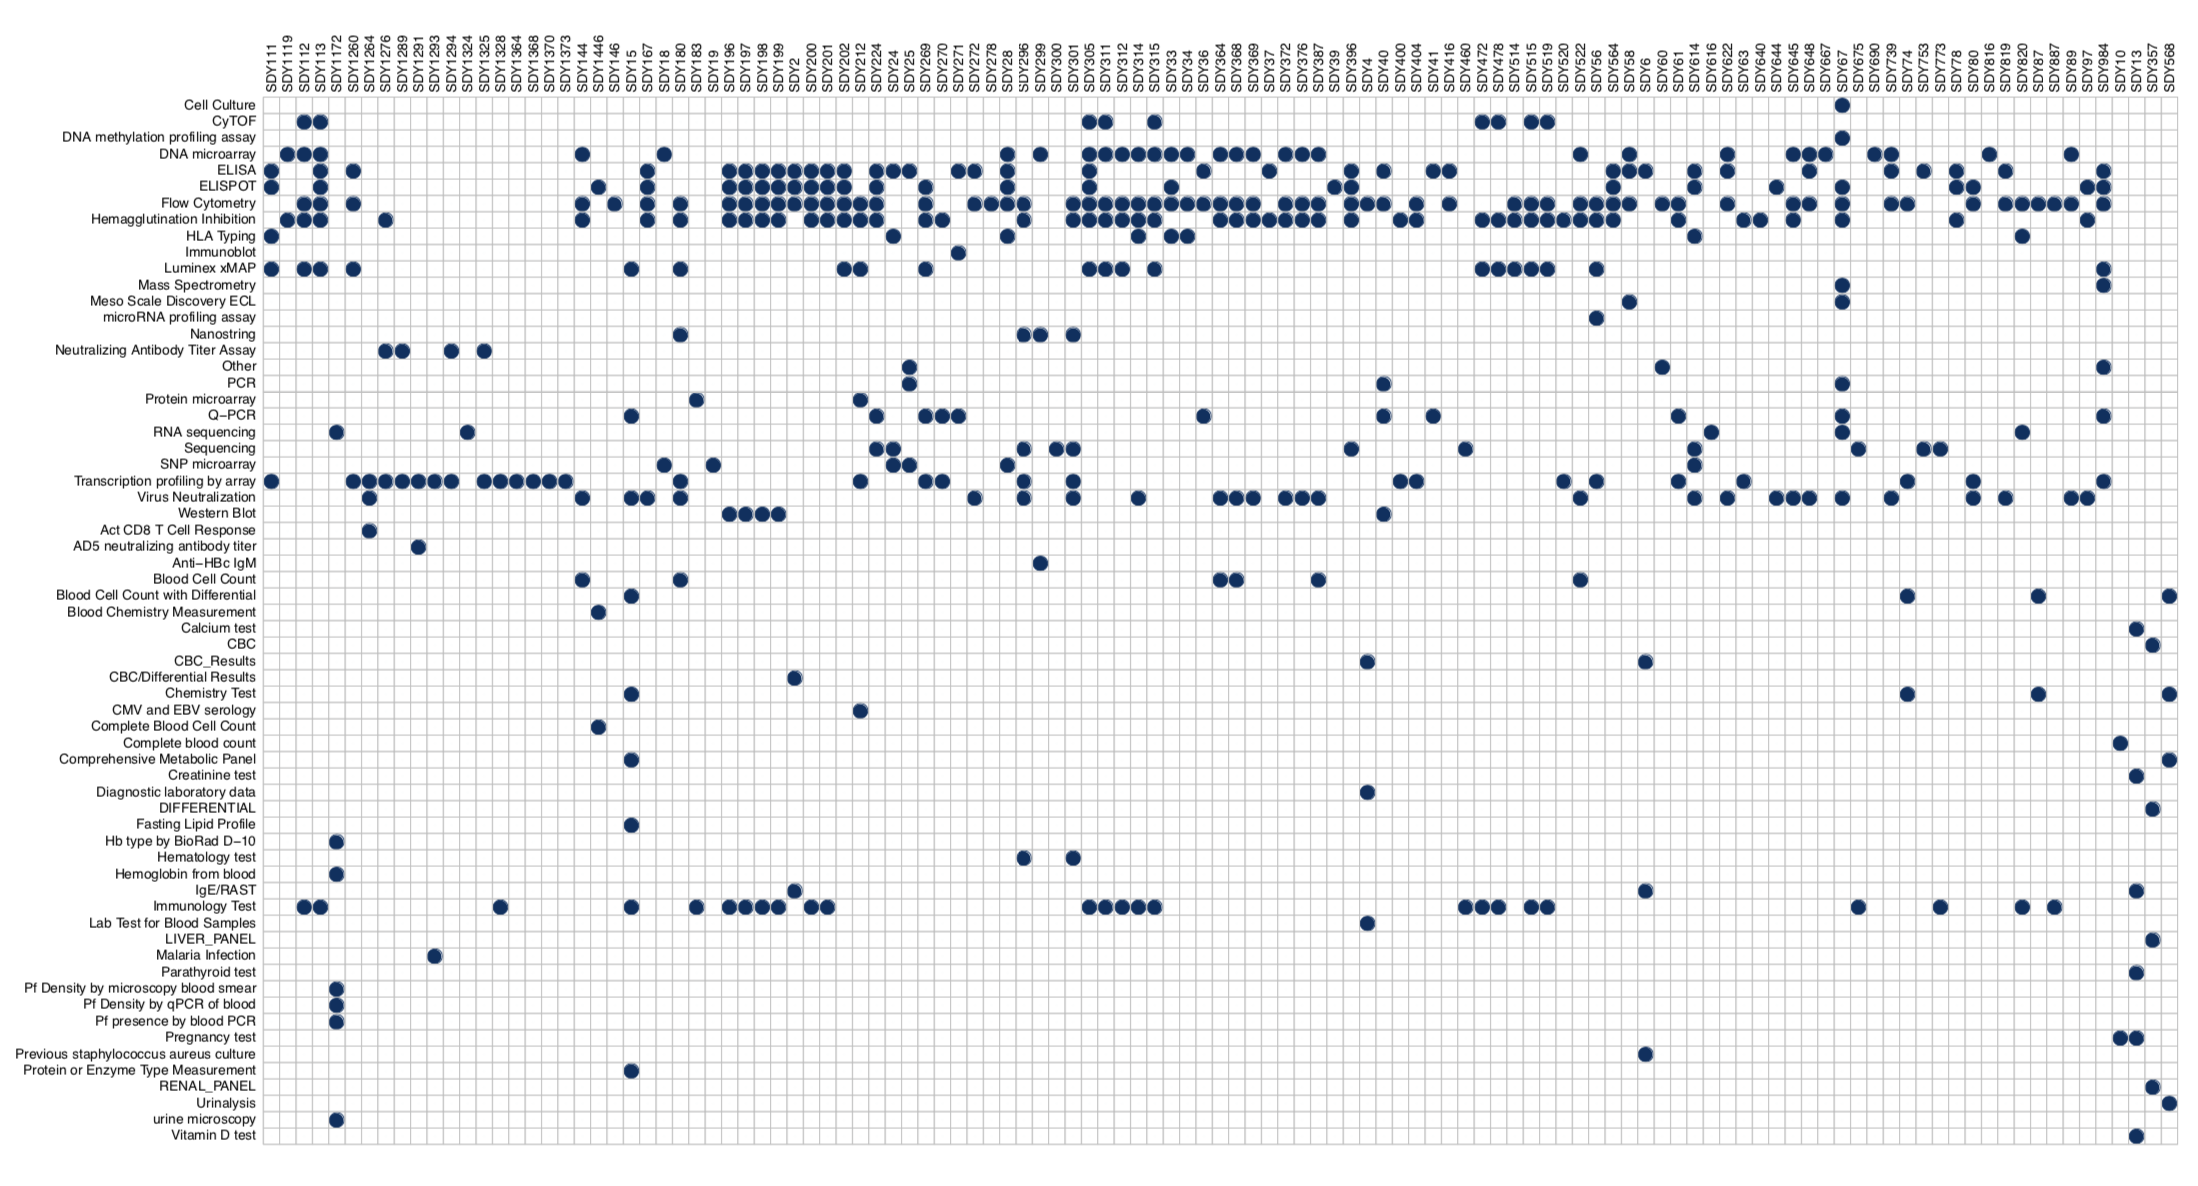 SDY111
SDY1119
SDY112
SDY113
SDY1172
SDY1260
SDY1264
SDY1276
SDY1289
SDY1291
SDY1293
SDY1294
SDY1324
SDY1325
SDY1328
SDY1364
SDY1368
SDY1370
SDY1373
SDY144
SDY1446
SDY146
SDY15
SDY167
SDY18
SDY180
SDY183
SDY19
SDY196
SDY197
SDY198
SDY199
SDY2
SDY200
SDY201
SDY202
SDY212
SDY224
SDY24
SDY25
SDY269
SDY270
SDY271
SDY272
SDY278
SDY28
SDY296
SDY299
SDY300
SDY301
SDY305
SDY311
SDY312
SDY314
SDY315
SDY33
SDY34
SDY36
SDY364
SDY368
SDY369
SDY37
SDY372
SDY376
SDY387
SDY39
SDY396
SDY4
SDY40
SDY400
SDY404
SDY41
SDY416
SDY460
SDY472
SDY478
SDY514
SDY515
SDY519
SDY520
SDY522
SDY56
SDY564
SDY58
SDY6
SDY60
SDY61
SDY614
SDY616
SDY622
SDY63
SDY640
SDY644
SDY645
SDY648
SDY667
SDY67
SDY675
SDY690
SDY739
SDY74
SDY753
SDY773
SDY78
SDY80
SDY816
SDY819
SDY820
SDY87
SDY887
SDY89
SDY97
SDY984
SDY10
SDY13
SDY357
SDY568
Cell Culture
CyTOF
DNA methylation profiling assay
DNA microarray
ELISA
ELISPOT
Flow Cytometry
Hemagglutination Inhibition
HLA Typing
Immunoblot
Luminex xMAP
Mass Spectrometry
Meso Scale Discovery ECL
microRNA profiling assay
Nanostring
Neutralizing Antibody Titer Assay
Other
PCR
Protein microarray
Q−PCR
RNA sequencing
Sequencing
SNP microarray
Transcription profiling by array
Virus Neutralization
Western Blot
Act CD8 T Cell Response
AD5 neutralizing antibody titer
Anti−HBc IgM
Blood Cell Count
Blood Cell Count with Differential
Blood Chemistry Measurement
Calcium test
CBC
CBC_Results
CBC/Differential Results
Chemistry Test
CMV and EBV serology
Complete Blood Cell Count
Complete blood count
Comprehensive Metabolic Panel
Creatinine test
Diagnostic laboratory data
DIFFERENTIAL
Fasting Lipid Profile
Hb type by BioRad D−10
Hematology test
Hemoglobin from blood
IgE/RAST
Immunology Test
Lab Test for Blood Samples
LIVER_PANEL
Malaria Infection
Parathyroid test
Pf Density by microscopy blood smear
Pf Density by qPCR of blood
Pf presence by blood PCR
Pregnancy test
Previous staphylococcus aureus culture
Protein or Enzyme Type Measurement
RENAL_PANEL
Urinalysis
urine microscopy
Vitamin D test